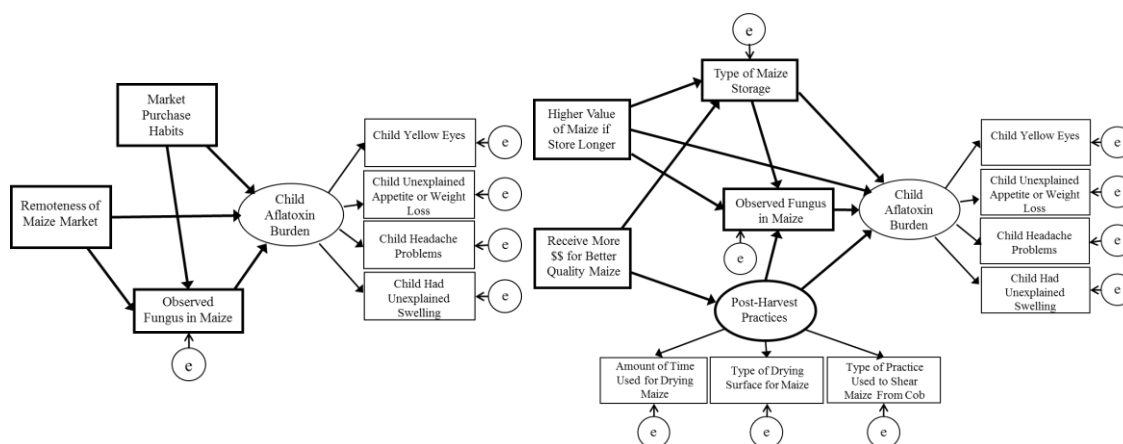 Market
Purchase
Habits
Remoteness of
Maize Market
Observed
Fungus in Maize
e
Child
Aflatoxin
Burden
Child Yellow Eyes
e
Child Unexplained
Appetite or Weight
Loss
e
Child Headache
Problems
e
Child Had
Unexplained
Swelling
e
e
Type of Maize
Storage
Higher Value
of Maize if
Store Longer
Observed Fungus
in Maize
e
Receive More
$$ for Better
Quality Maize
Post-Harvest
Practices
Amount of Time
Used for Drying
Maize
e
Type of Drying
Surface for Maize
e
Type of Practice
Used to Shear
Maize From Cob
e
Child
Aflatoxin
Burden
Child Yellow Eyes
e
Child Unexplained
Appetite or Weight
Loss
e
Child Headache
Problems
e
Child Had
Unexplained
Swelling
e